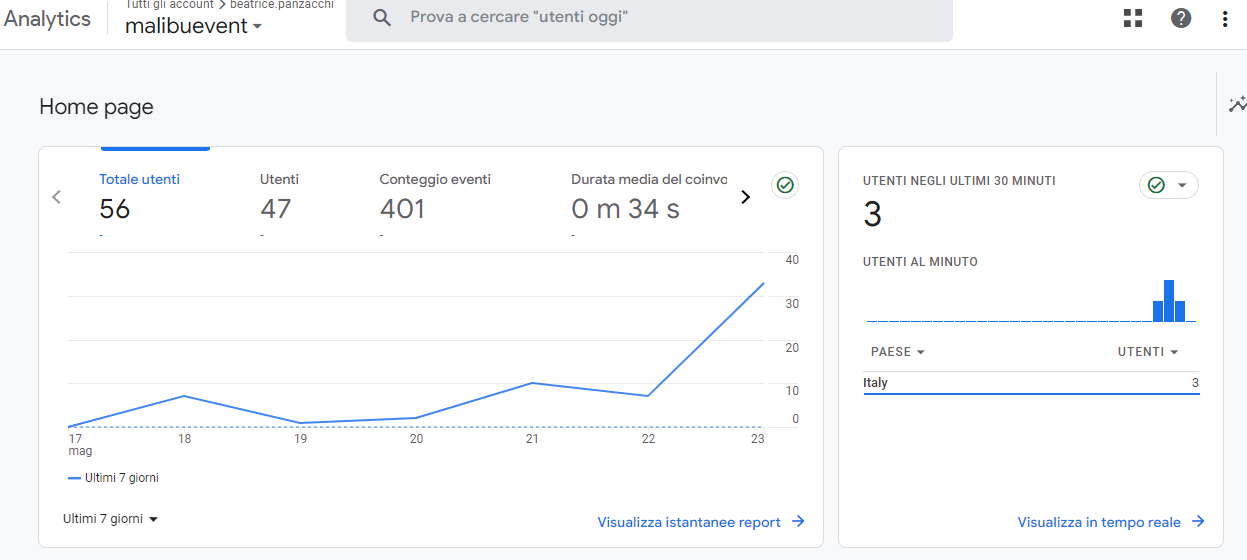 Analytics
Tutti gli account > beatrice.panzacchi
malibuevent
Prova a cercare "utenti oggi"
Home page
Totale utenti
56
-
Utenti
47
-
Conteggio eventi
401
-
Durata media del coinvo
0 m 34 s
-
40
30
20
10
0
17 18 19 20 21 22 23
mag
Ultimi 7 giorni
Ultimi 7 giorni
Visualizza istantanee report
UTENTI NEGLI ULTIMI 30 MINUTI
3
UTENTI AL MINUTO
PAESE UTENTI
Italy 3
Visualizza in tempo reale